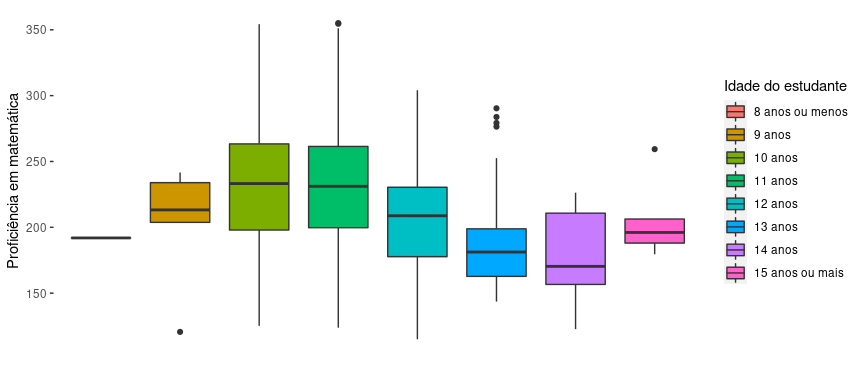 Proficiência em matemática
350
300
250
200
150
Idade do estudante
8 anos ou menos
9 anos
10 anos
11 anos
12 anos
13 anos
14 anos
15 anos ou mais